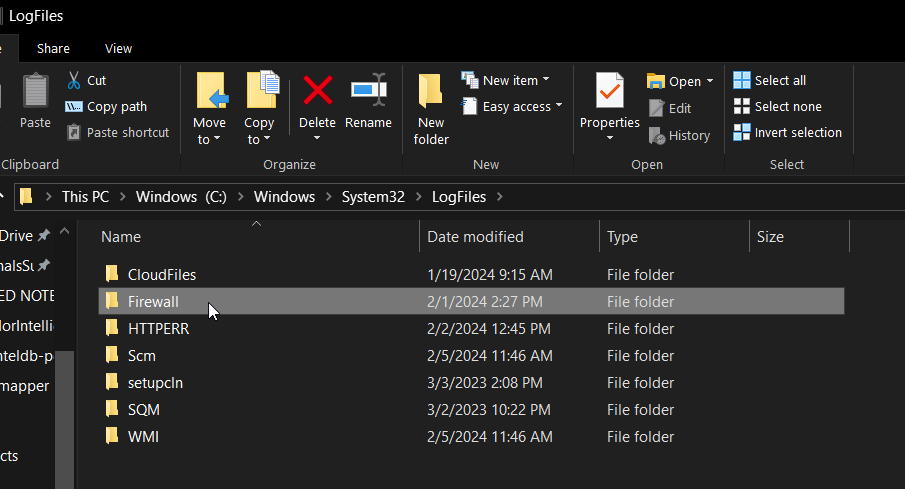 LogFiles
Share View
Cut
Copy path
Paste shortcut
Paste
Clipboard
Move to
Copy to
Delete
Rename
Organize
New folder
New item
Easy access
New
Properties
Open
Edit
History
Open
Select all
Select none
Invert selection
Select
This PC > Windows (C:) > Windows > System32 > LogFiles >
Drive
nalsSu
ED NOTE
lorIntelli
nteldb-p
mapper
cts
Name Date modified Type Size
CloudFiles 1/19/2024 9:15 AM File folder
Firewall 2/1/2024 2:27 PM File folder
HTTPERR 2/2/2024 12:45 PM File folder
Scm 2/5/2024 11:46 AM File folder
setupcln 3/3/2023 2:08 PM File folder
SQM 3/2/2023 10:22 PM File folder
WMI 2/5/2024 11:46 AM File folder